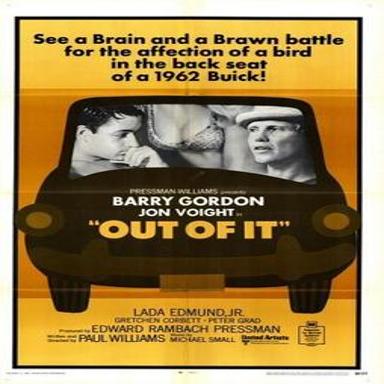 See a Brain and a Brawn battle
for the affection of a bird
in the back seat
of a 1962 Buick!
PRESSMAN-WILLIAMS presents
BARRY GORDON
JON VOIGHT in
"OUT OF IT"
LADA EDMUND, JR.
GRETCHEN CORBETT · PETER GRAD
Produced by EDWARD RAMBACH PRESSMAN
Written and Directed by PAUL WILLIAMS Music by MICHAEL SMALL United Artists